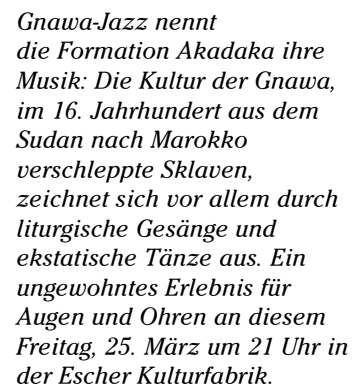 Gnawa-Jazz nennt
die Formation Akadaka ihre
Musik: Die Kultur der Gnawa,
im 16. Jahrhundert aus dem
Sudan nach Marokko
verschleppte Sklaven,
zeichnet sich vor allem durch
liturgische Gesänge und
ekstatische Tänze aus. Ein
ungewohntes Erlebnis für
Augen und Ohren an diesem
Freitag, 25. März um 21 Uhr in
der Escher Kulturfabrik.